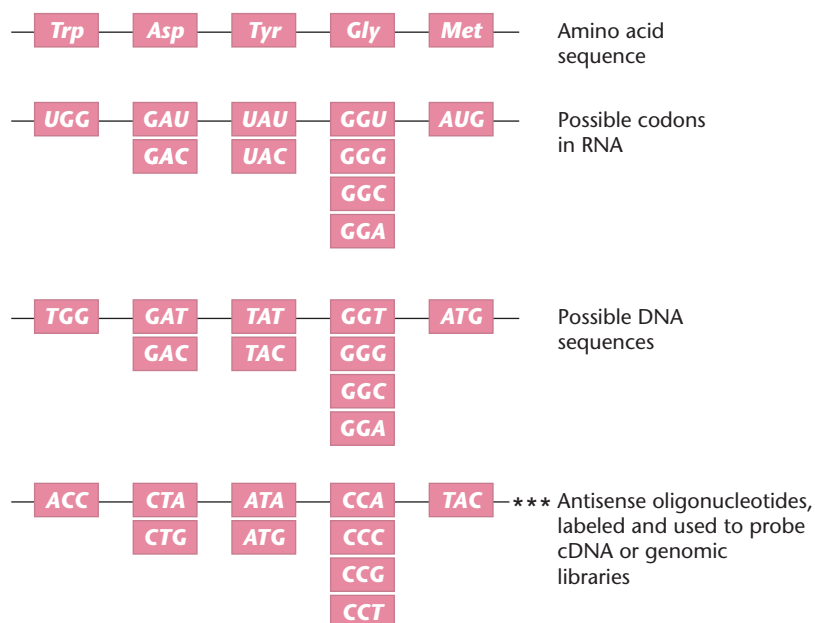 Trp Asp Tyr Gly Met Amino acid
sequence
UGG GAU UAU GGU AUG Possible codons
in RNA
GAC UAC GGG
GGC
GGA
TGG GAT TAT GGT ATG Possible DNA
sequences
GAC TAC GGG
GGC
GGA
ACC CTA ATA CCA TAC *** Antisense oligonucleotides,
labeled and used to probe
CTG ATG CCC cDNA or genomic
libraries
CCG
CCT